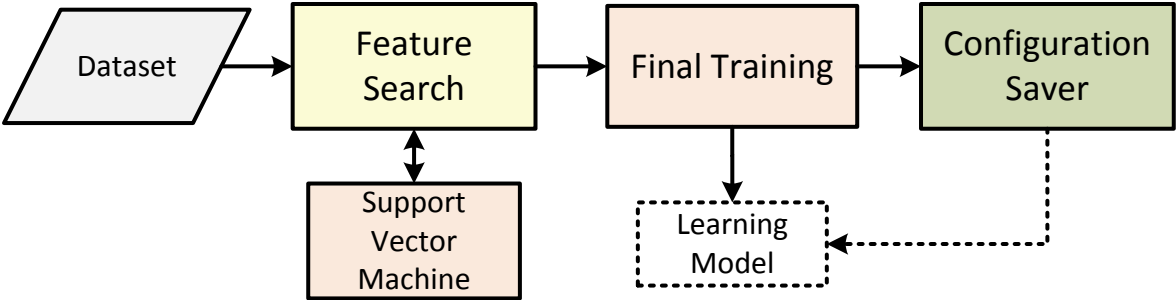 Dataset
Feature
Search
Final Training
Configuration
Saver
Support
Vector
Machine
Learning
Model